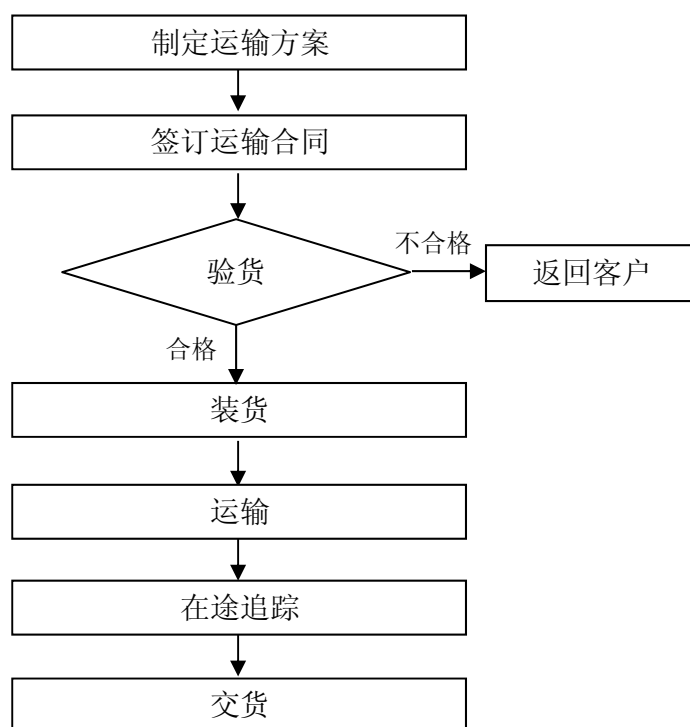 制定运输方案
签订运输合同
不合格
验货
返回客户
合格
装货
运输
在途追踪
交货